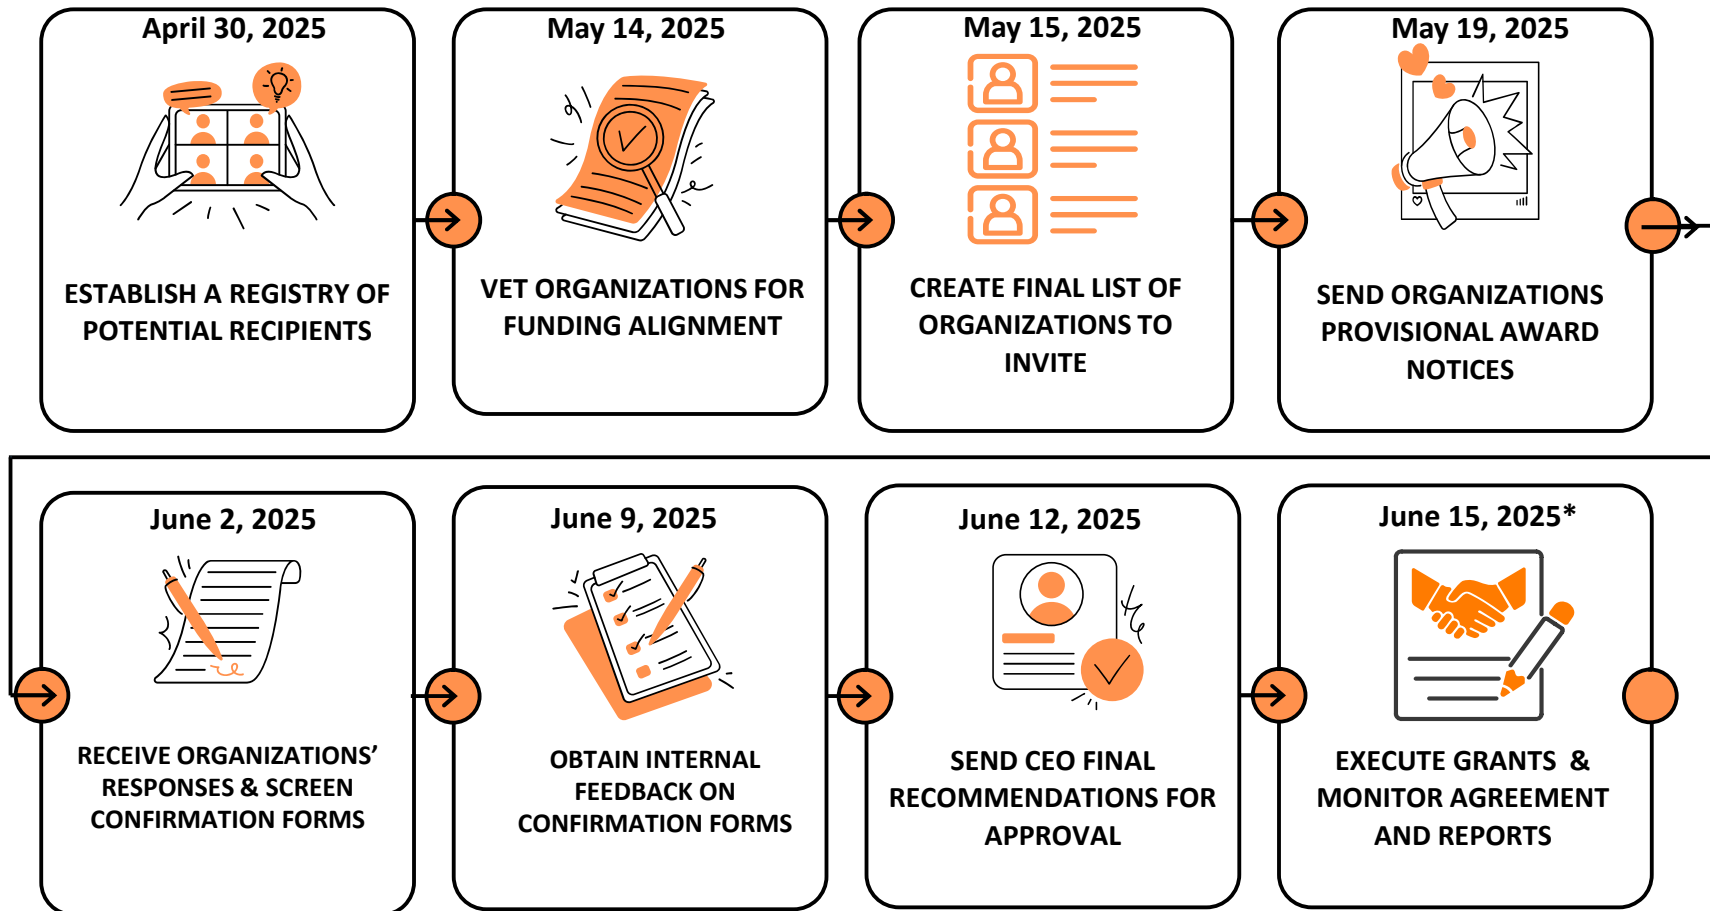 April 30, 2025
ESTABLISH A REGISTRY OF
POTENTIAL RECIPIENTS
May 14, 2025
VET ORGANIZATIONS FOR
FUNDING ALIGNMENT
May 15, 2025
CREATE FINAL LIST OF
ORGANIZATIONS TO
INVITE
May 19, 2025
SEND ORGANIZATIONS
PROVISIONAL AWARD
NOTICES
June 2, 2025
RECEIVE ORGANIZATIONS’
RESPONSES & SCREEN
CONFIRMATION FORMS
June 9, 2025
OBTAIN INTERNAL
FEEDBACK ON
CONFIRMATION FORMS
June 12, 2025
SEND CEO FINAL
RECOMMENDATIONS FOR
APPROVAL
June 15, 2025*
EXECUTE GRANTS &
MONITOR AGREEMENT
AND REPORTS